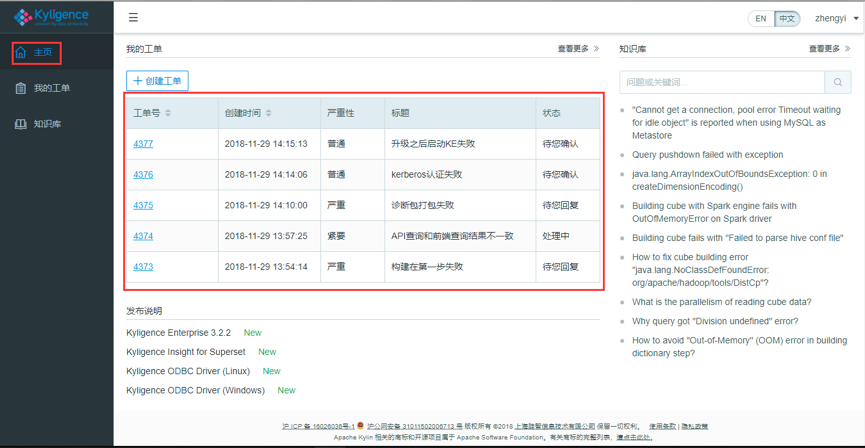 Kyligence
EN 中文 zhengyi
主页
我的工单
知识库
我的工单 查看更多
创建工单
工单号 创建时间 严重性 标题 状态
4377 2018-11-29 14:15:13 普通 升级之后启动KE失败 待您确认
4376 2018-11-29 14:14:06 普通 kerberos认证失败 待您确认
4375 2018-11-29 14:10:00 严重 诊断包打包失败 待您回复
4374 2018-11-29 13:57:25 紧要 API查询和前端查询结果不一致 处理中
4373 2018-11-29 13:54:14 严重 构建在第一步失败 待您回复
发布说明
Kyligence Enterprise 3.2.2 New
Kyligence Insight for Superset New
Kyligence ODBC Driver (Linux) New
Kyligence ODBC Driver (Windows) New
知识库 查看更多
问题或关键词...
"Cannot get a connection, pool error Timeout waiting
for idle object" is reported when using MySQL as
Metastore
Query pushdown failed with exception
java.lang.ArrayIndexOutOfBoundsException: 0 in
createDimensionEncoding()
Building cube with Spark engine fails with
OutOfMemoryError on Spark driver
Building cube fails with "Failed to parse hive conf file"
How to fix cube building error
"java.lang.NoClassDefFoundError:
org/apache/hadoop/tools/DistCp"?
What is the parallelism of reading cube data?
Why query got "Division undefined" error?
How to avoid "Out-of-Memory" (OOM) error in building
dictionary step?
沪 ICP 备 16026036号-1 沪公网安备 31011502006713 号 版权所有 ©2018 上海跬智信息技术有限公司 保留一切权利。 使用条款 | 隐私政策
Apache Kylin 相关的商标和开源项目属于 Apache Software Foundation。有关商标的完整列表，请点击此处。